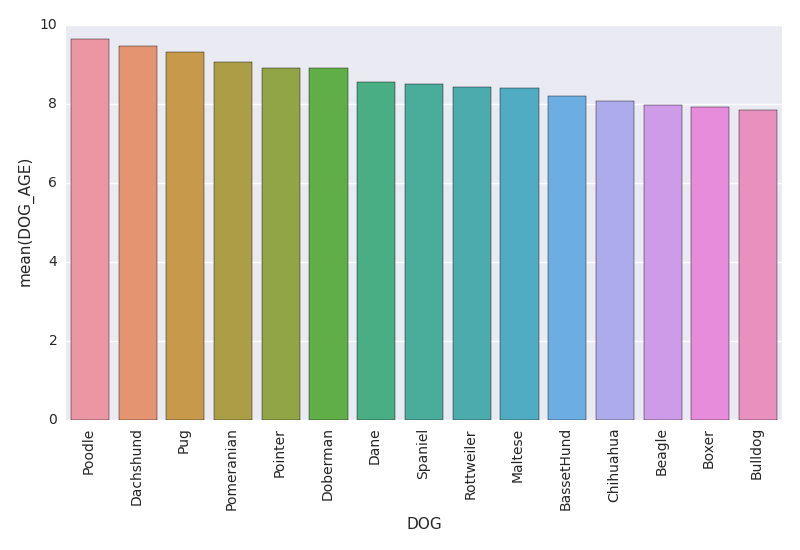 10
8
6
4
2
0
mean(DOG_AGE)
Poodle
Dachshund
Pug
Pomeranian
Pointer
Doberman
Dane
Spaniel
Rottweiler
Maltese
BassetHund
Chihuahua
Beagle
Boxer
Bulldog
DOG